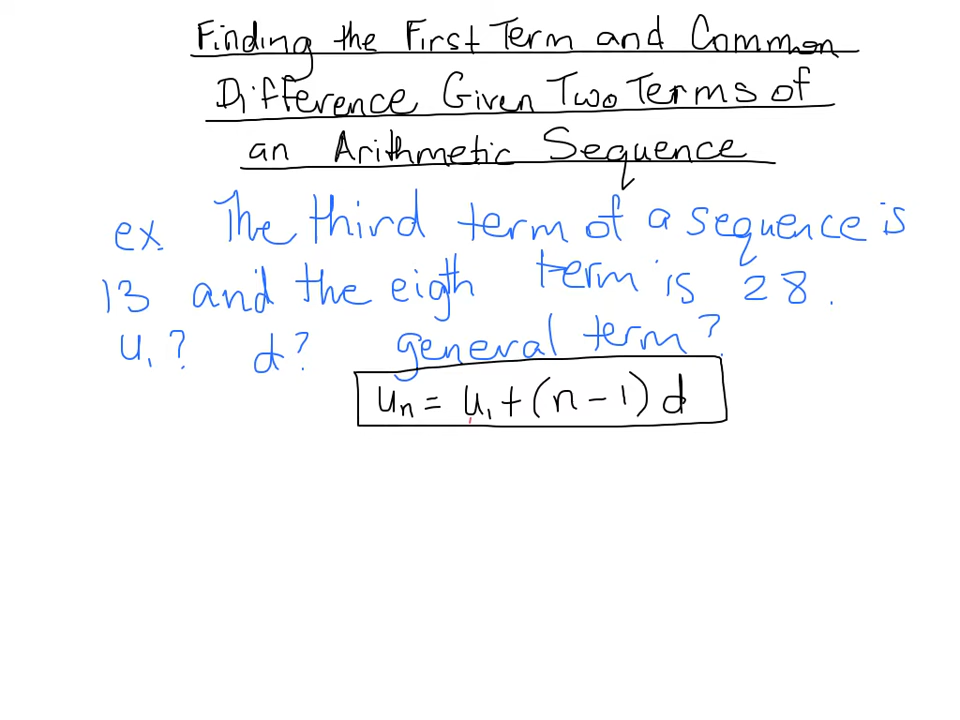 Finding the First Term and Common
Difference Given Two Terms of
an Arithmetic Sequence
ex. The third term of a sequence is
13 and the eigth term is 28.
u₁? d? general term?
uₙ = u₁ + (n − 1) d